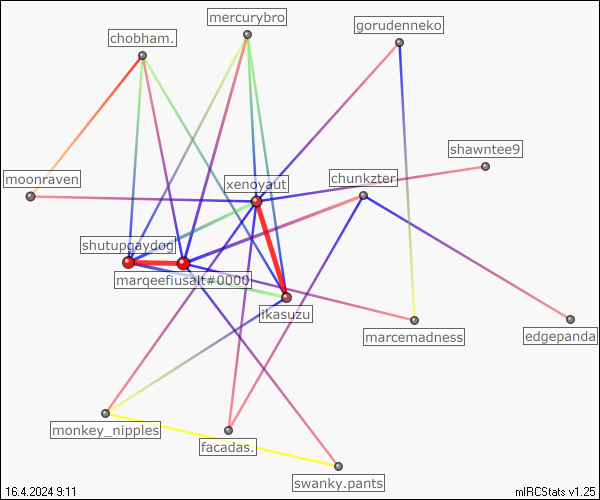 mercurybro
gorudenneko
chobham.
shawntee9
moonraven
xenoyaut
chunkzter
shutupgaydog
marqeefiusalt#0000
ikasuzu
marcemadness
edgepanda
monkey_nipples
facadas.
swanky.pants
16.4.2024 9:11
mIRCStats v1.25